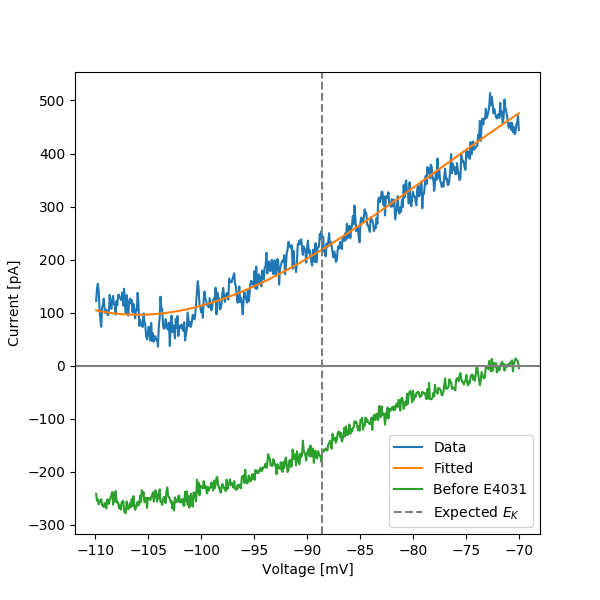 500
400
300
200
100
0
−100
−200
−300
Current [pA]
Data
Fitted
Before E4031
Expected E_K
−110 −105 −100 −95 −90 −85 −80 −75 −70
Voltage [mV]